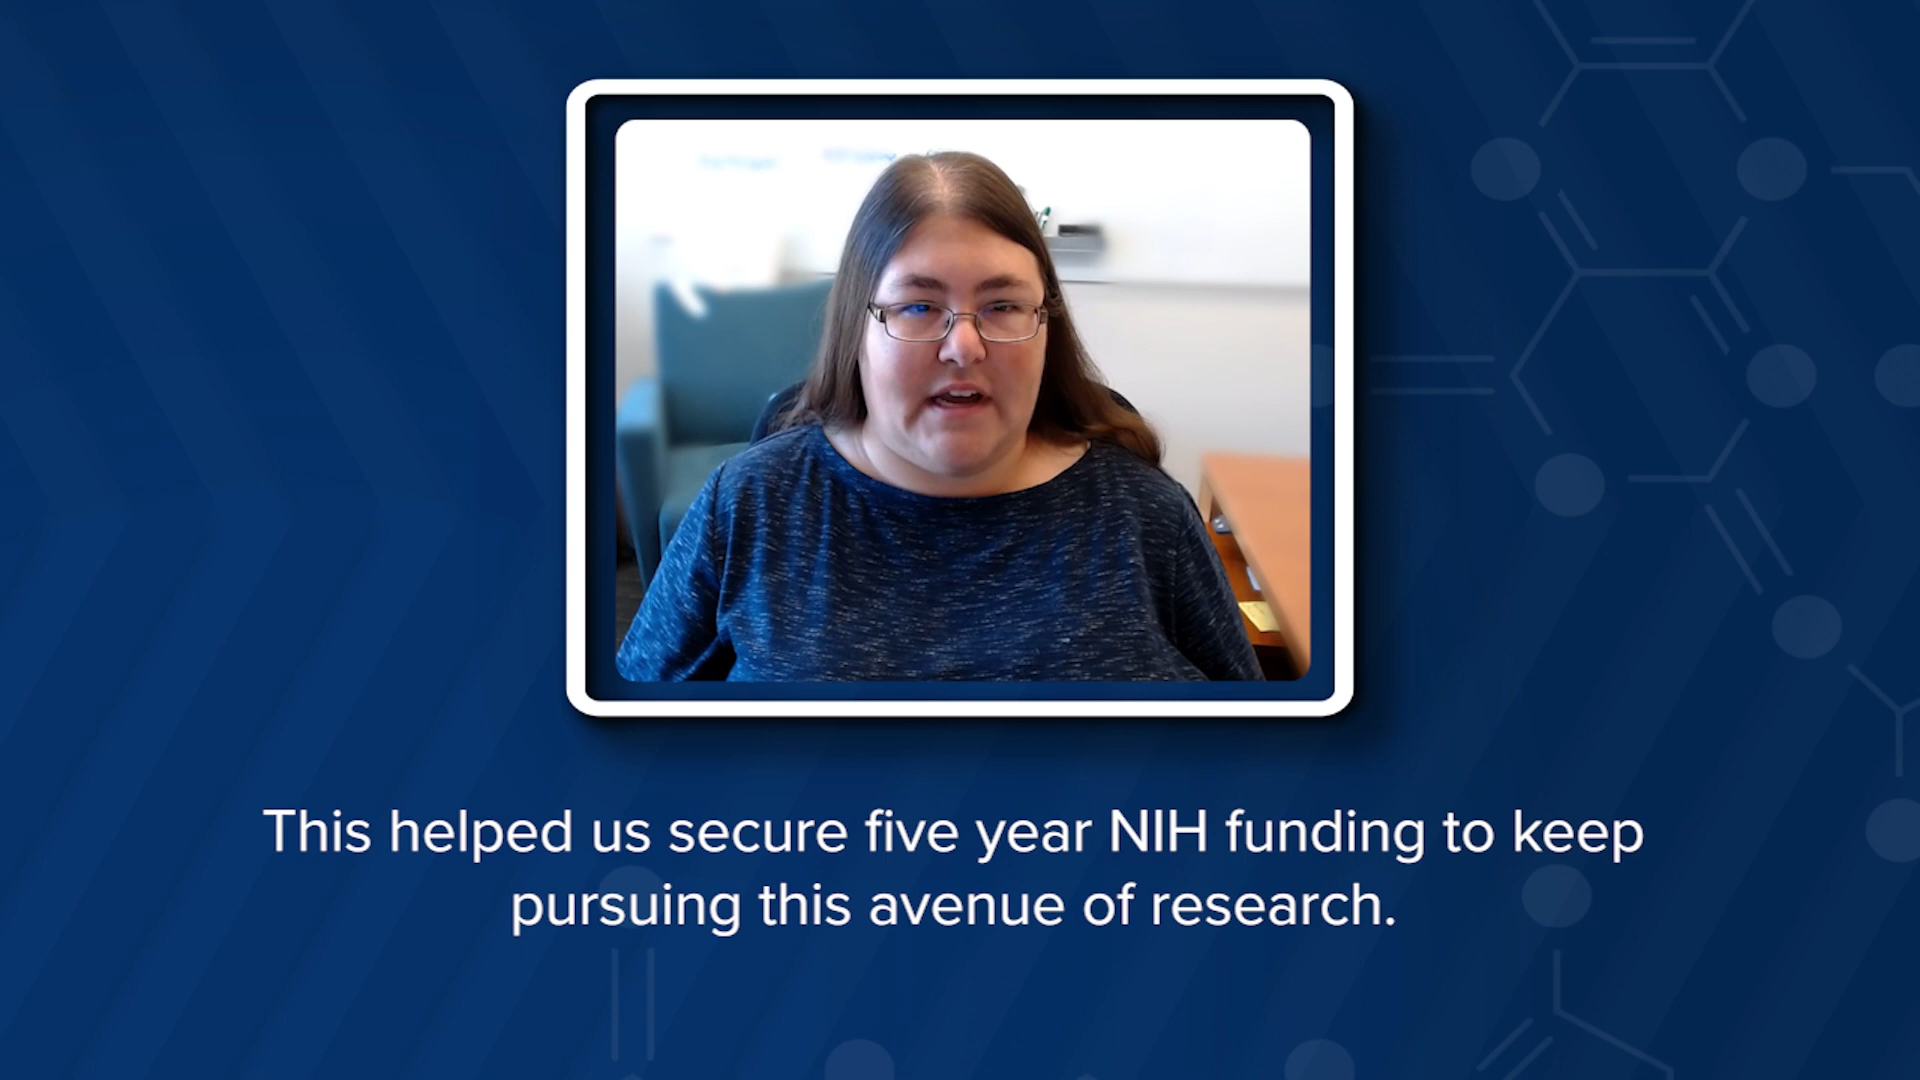 This helped us secure five year NIH funding to keep
pursuing this avenue of research.